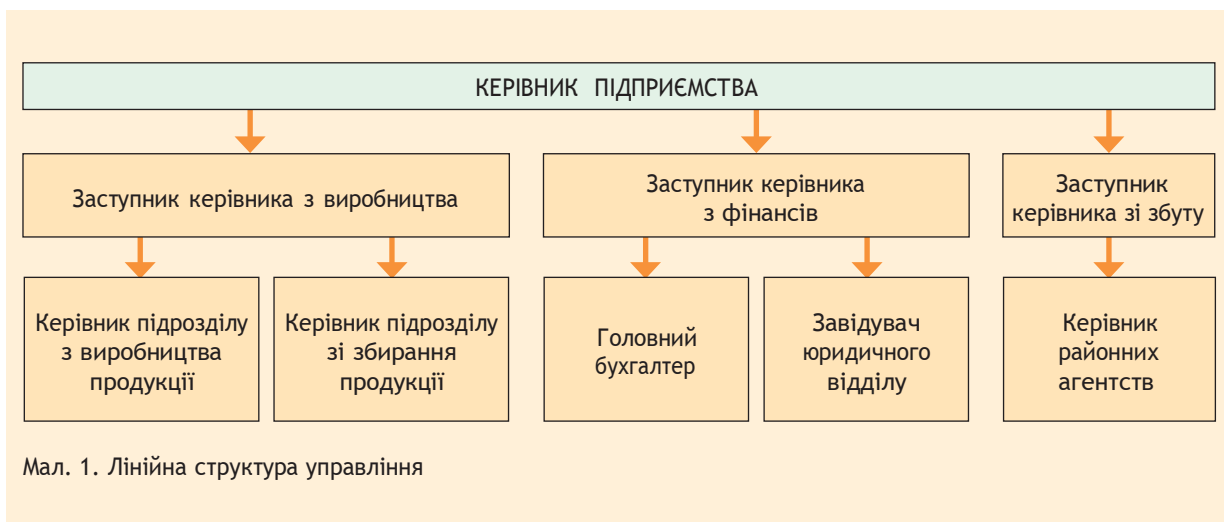 КЕРІВНИК ПІДПРИЄМСТВА
Заступник керівника з виробництва
Заступник керівника
з фінансів
Заступник
керівника зі збуту
Керівник підрозділу
з виробництва
продукції
Керівник підрозділу
зі збирання
продукції
Головний
бухгалтер
Завідувач
юридичного
відділу
Керівник
районних
агентств
Мал. 1. Лінійна структура управління